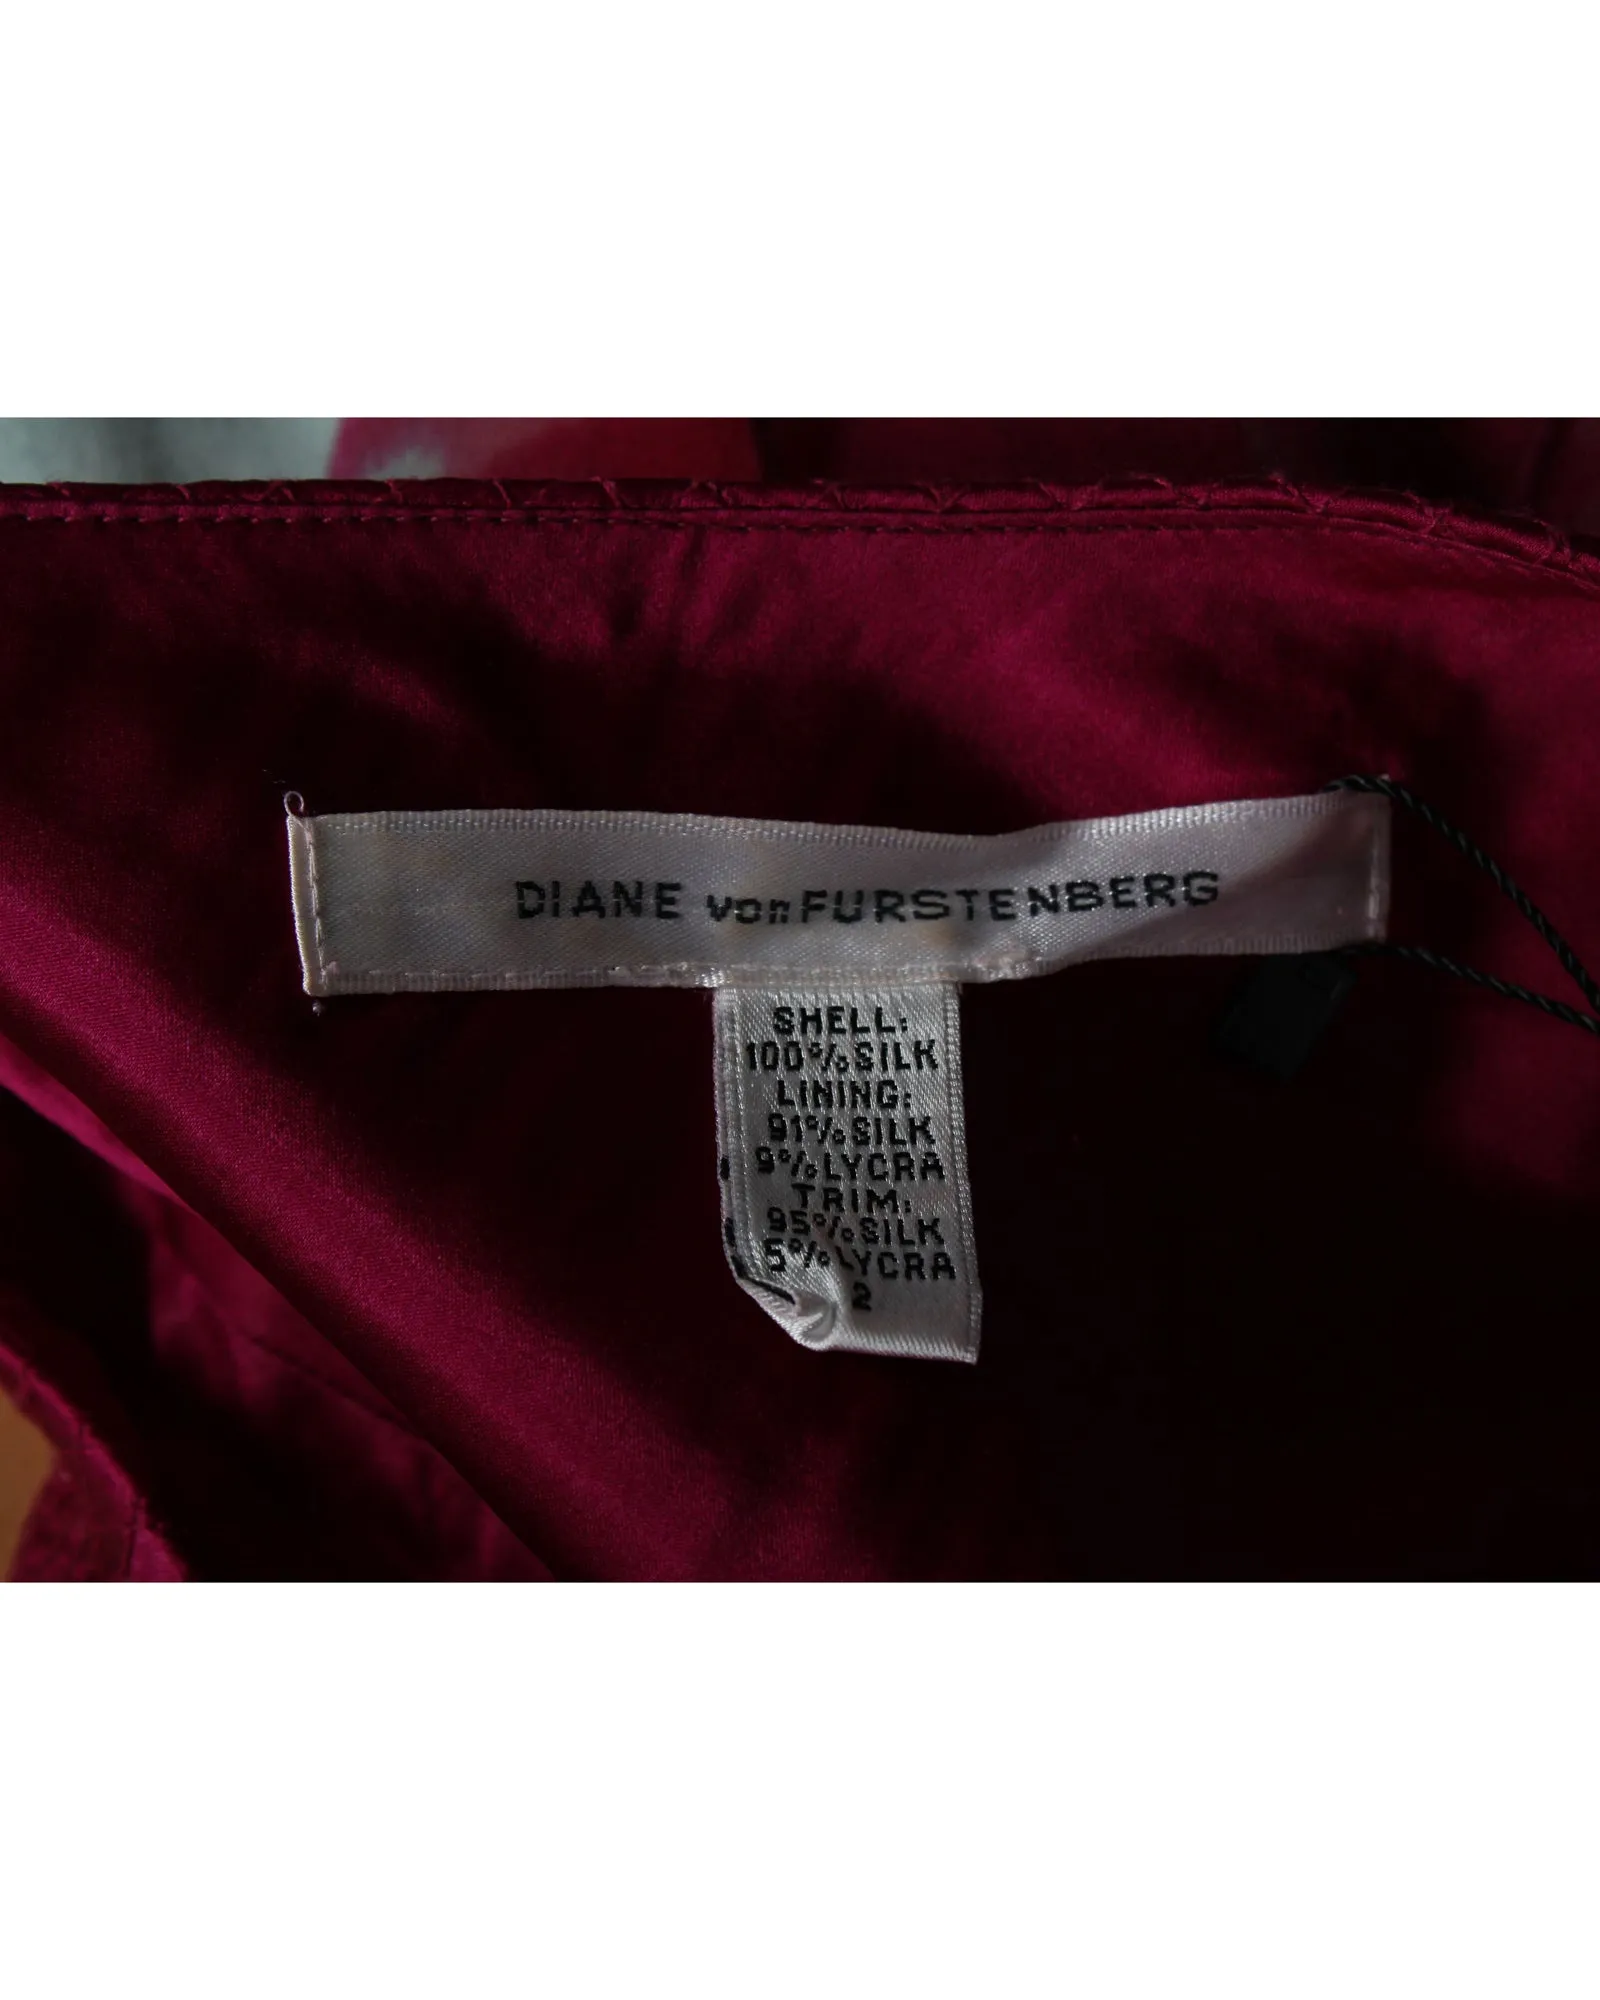 DIANE von FURSTENBERG
SHELL:
100% SILK
LINING:
91% SILK
9% LYCRA
TRIM:
95% SILK
5% LYCRA
2